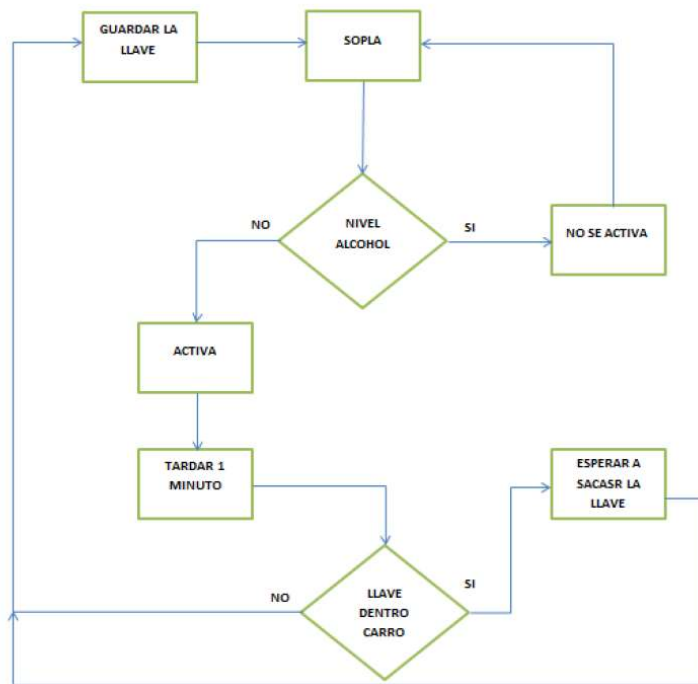 GUARDAR LA
LLAVE
SOPLA
NO
NIVEL
ALCOHOL
SI
NO SE ACTIVA
ACTIVA
TARDAR 1
MINUTO
ESPERAR A
SACASR LA
LLAVE
NO
LLAVE
DENTRO
CARRO
SI